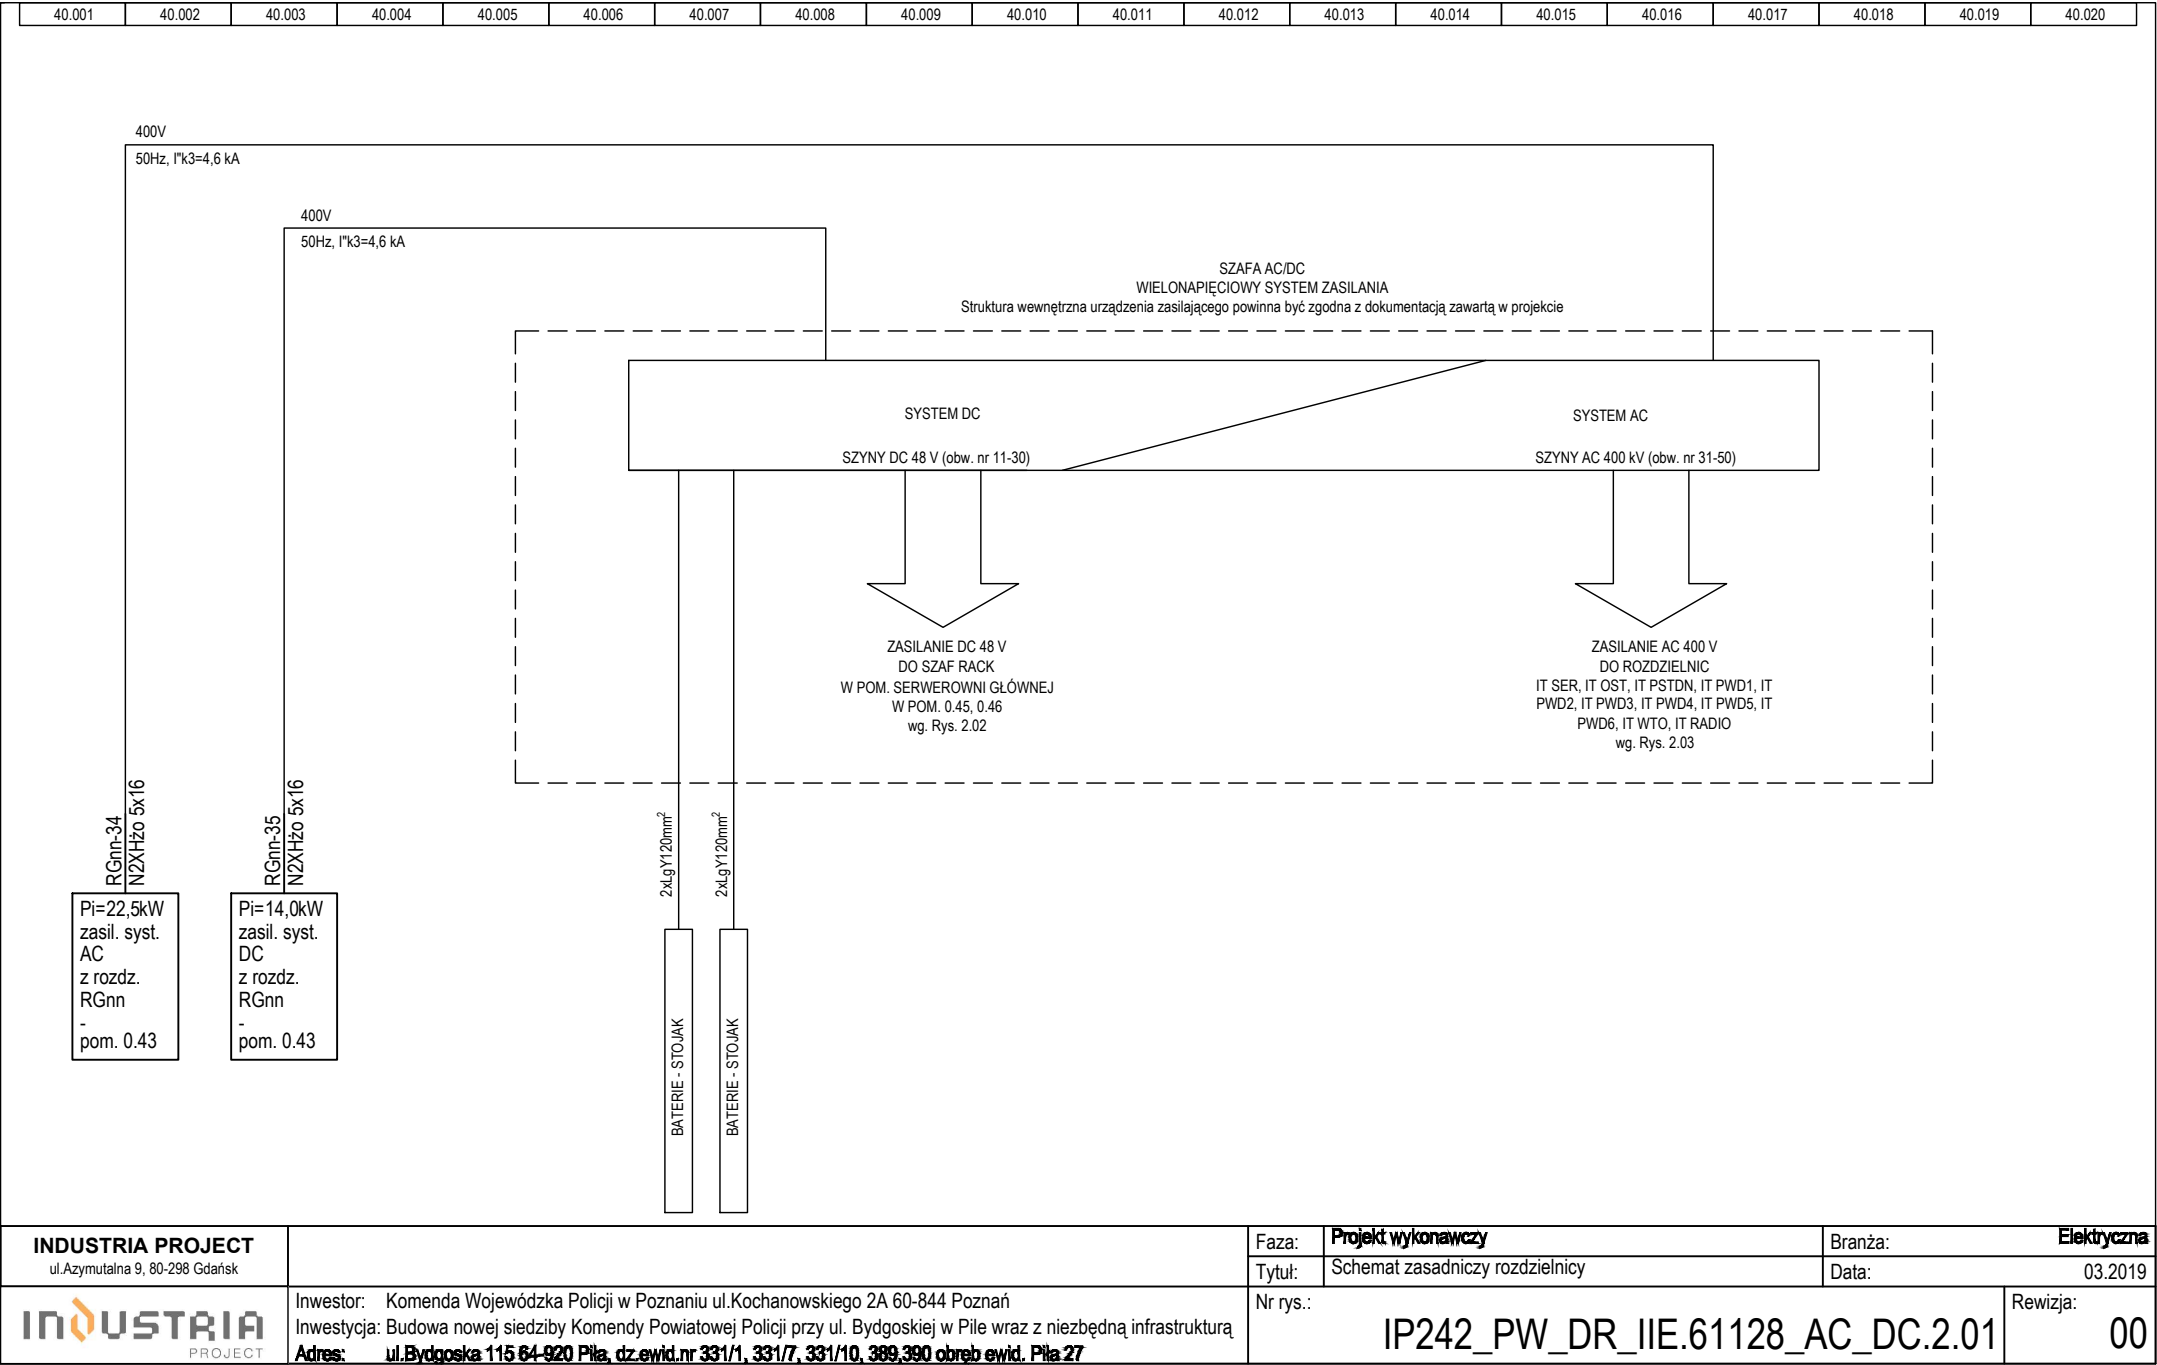 40.001 40.002 40.003 40.004 40.005 40.006 40.007 40.008 40.009 40.010 40.011 40.012 40.013 40.014 40.015 40.016 40.017 40.018 40.019 40.020
400V
50Hz, I"k3=4,6 kA
400V
50Hz, I"k3=4,6 kA
SZAFA AC/DC
WIELONAPIĘCIOWY SYSTEM ZASILANIA
Struktura wewnętrzna urządzenia zasilającego powinna być zgodna z dokumentacją zawartą w projekcie
SYSTEM DC
SZYNY DC 48 V (obw. nr 11-30)
SYSTEM AC
SZYNY AC 400 kV (obw. nr 31-50)
ZASILANIE DC 48 V
DO SZAF RACK
W POM. SERWEROWNI GŁÓWNEJ
W POM. 0.45, 0.46
wg. Rys. 2.02
ZASILANIE AC 400 V
DO ROZDZIELNIC
IT SER, IT OST, IT PSTDN, IT PWD1, IT
PWD2, IT PWD3, IT PWD4, IT PWD5, IT
PWD6, IT WTO, IT RADIO
wg. Rys. 2.03
RGnn-34
N2XHżo 5x16
RGnn-35
N2XHżo 5x16
2xLgY120mm²
2xLgY120mm²
Pi=22,5kW
zasil. syst.
AC
z rozdz.
RGnn
-
pom. 0.43
Pi=14,0kW
zasil. syst.
DC
z rozdz.
RGnn
-
pom. 0.43
BATERIE - STOJAK
BATERIE - STOJAK
INDUSTRIA PROJECT
ul.Azymutalna 9, 80-298 Gdańsk
INDUSTRIA
PROJECT
Inwestor: Komenda Wojewódzka Policji w Poznaniu ul.Kochanowskiego 2A 60-844 Poznań
Inwestycja: Budowa nowej siedziby Komendy Powiatowej Policji przy ul. Bydgoskiej w Pile wraz z niezbędną infrastrukturą
Adres: ul.Bydgoska 115 64-920 Piła, dz.ewid.nr 331/1, 331/7, 331/10, 389,390 obręb ewid. Piła 27
Faza: Projekt wykonawczy
Branża: Elektryczna
Tytuł: Schemat zasadniczy rozdzielnicy
Data: 03.2019
Nr rys.: IP242_PW_DR_IIE.61128_AC_DC.2.01
Rewizja: 00